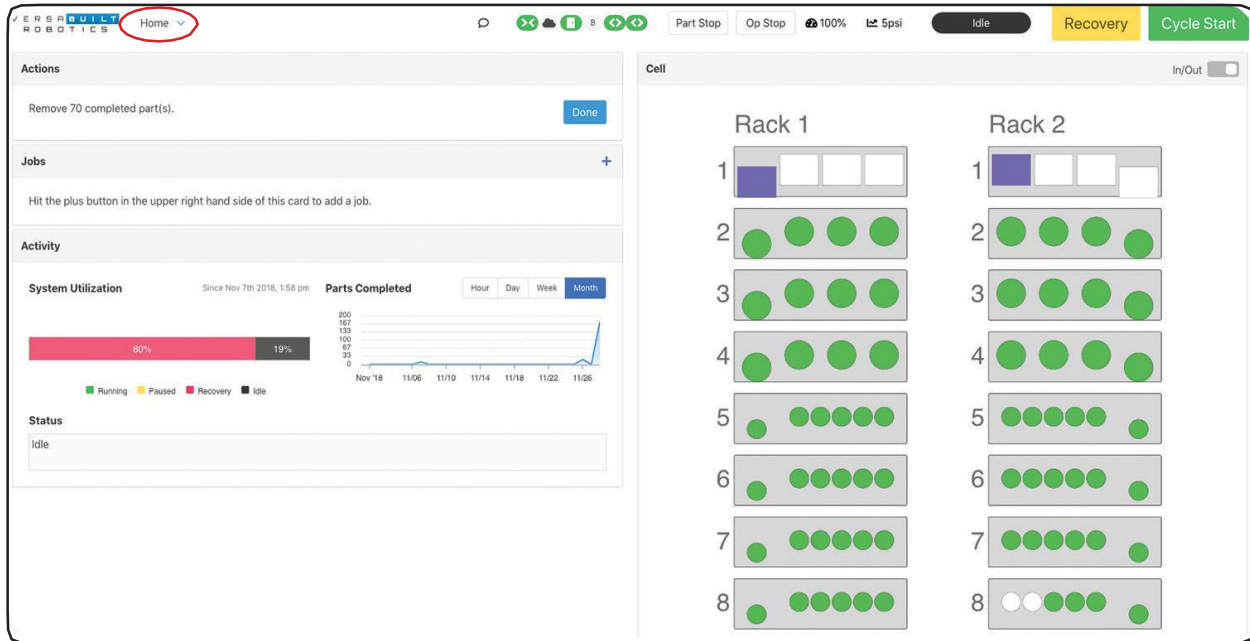 VERSABUILT
ROBOTICS
Home
B
Part Stop
Op Stop
100%
5psi
Idle
Recovery
Cycle Start
Actions
Remove 70 completed part(s).
Done
Jobs
+
Hit the plus button in the upper right hand side of this card to add a job.
Activity
System Utilization
Since Nov 7th 2018, 1:58 pm
80%
19%
Running
Paused
Recovery
Idle
Parts Completed
Hour
Day
Week
Month
200
167
133
100
67
33
0
Nov '18
11/06
11/10
11/14
11/18
11/22
11/26
Status
Idle
Cell
In/Out
Rack 1
1
2
3
4
5
6
7
8
Rack 2
1
2
3
4
5
6
7
8